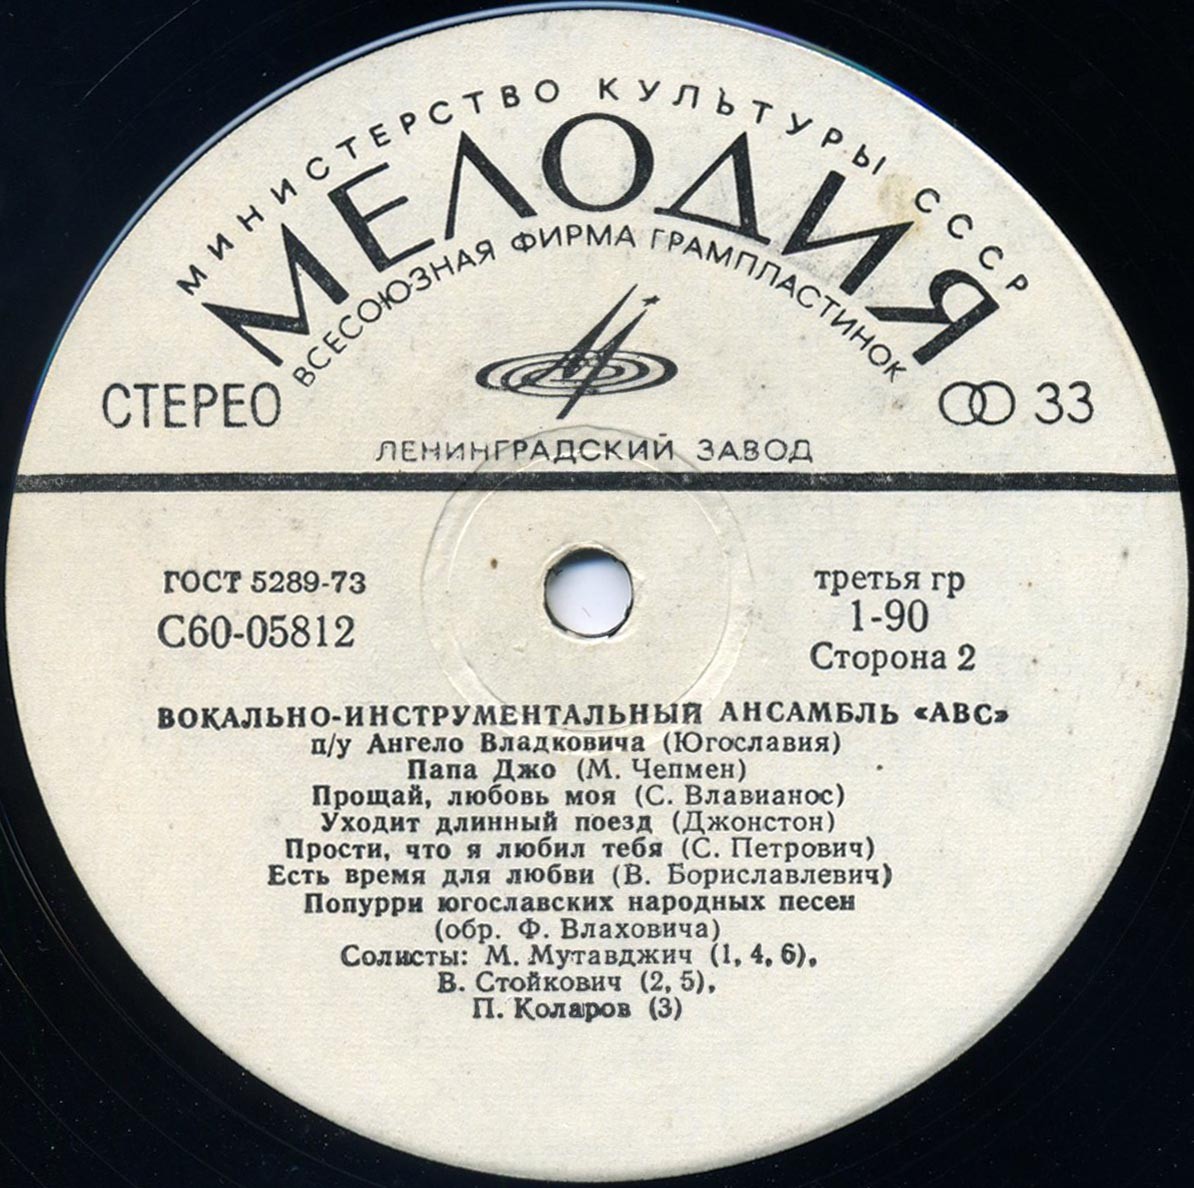 МИНИСТЕРСТВО КУЛЬТУРЫ СССР
МЕЛОДИЯ
ВСЕСОЮЗНАЯ ФИРМА ГРАМПЛАСТИНОК
СТЕРЕО
33
ЛЕНИНГРАДСКИЙ ЗАВОД
ГОСТ 5289-73
С60-05812
третья гр
1-90
Сторона 2
ВОКАЛЬНО-ИНСТРУМЕНТАЛЬНЫЙ АНСАМБЛЬ «АВС»
п/у Ангело Владковича (Югославия)
Папа Джо (М. Чепмен)
Прощай, любовь моя (С. Влавианос)
Уходит длинный поезд (Джонстон)
Прости, что я любил тебя (С. Петрович)
Есть время для любви (В. Бориславлевич)
Попурри югославских народных песен
(обр. Ф. Влаховича)
Солисты: М. Мутавджич (1, 4, 6),
В. Стойкович (2, 5),
П. Коларов (3)